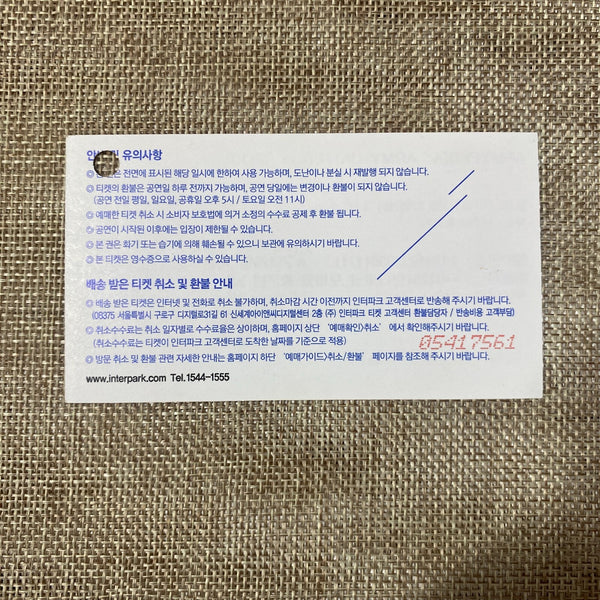 유의사항
전면에 표시된 해당 일시에 한하여 사용 가능하며, 도난이나 분실 시 재발행 되지 않습니다.
◎ 티켓의 환불은 공연일 하루 전까지 가능하며, 공연 당일에는 변경이나 환불이 되지 않습니다.
(공연 전일 평일, 일요일, 공휴일 오후 5시 / 토요일 오전 11시)
◎ 예매한 티켓 취소 시 소비자 보호법에 의거 소정의 수수료 공제 후 환불 됩니다.
◎ 공연이 시작된 이후에는 입장이 제한될 수 있습니다.
◎ 본 권은 화기 또는 습기에 의해 훼손될 수 있으니 보관에 유의하시기 바랍니다.
◎ 본 티켓은 영수증으로 사용하실 수 있습니다.
배송 받은 티켓 취소 및 환불 안내
◎ 배송 받은 티켓은 인터넷 및 전화로 취소 불가하며, 취소마감 시간 이전까지 인터파크 고객센터로 반송해 주시기 바랍니다.
(08375 서울특별시 구로구 디지털로31길 61 신세계아이앤씨디지털센터 2층 (주) 인터파크 티켓 고객센터 환불담당자 / 반송비용 고객부담)
◎ 취소수수료는 취소 일자별로 수수료율은 상이하며, 홈페이지 상단 '예매확인/취소' 에서 확인해주시기 바랍니다.
(취소수수료는 티켓이 인터파크 고객센터로 도착한 날짜를 기준으로 적용)
05417561
◎ 방문 취소 및 환불 관련 자세한 안내는 홈페이지 하단 '예매가이드/취소/환불' 페이지를 참조해 주시기 바랍니다.
www.interpark.com Tel.1544-1555